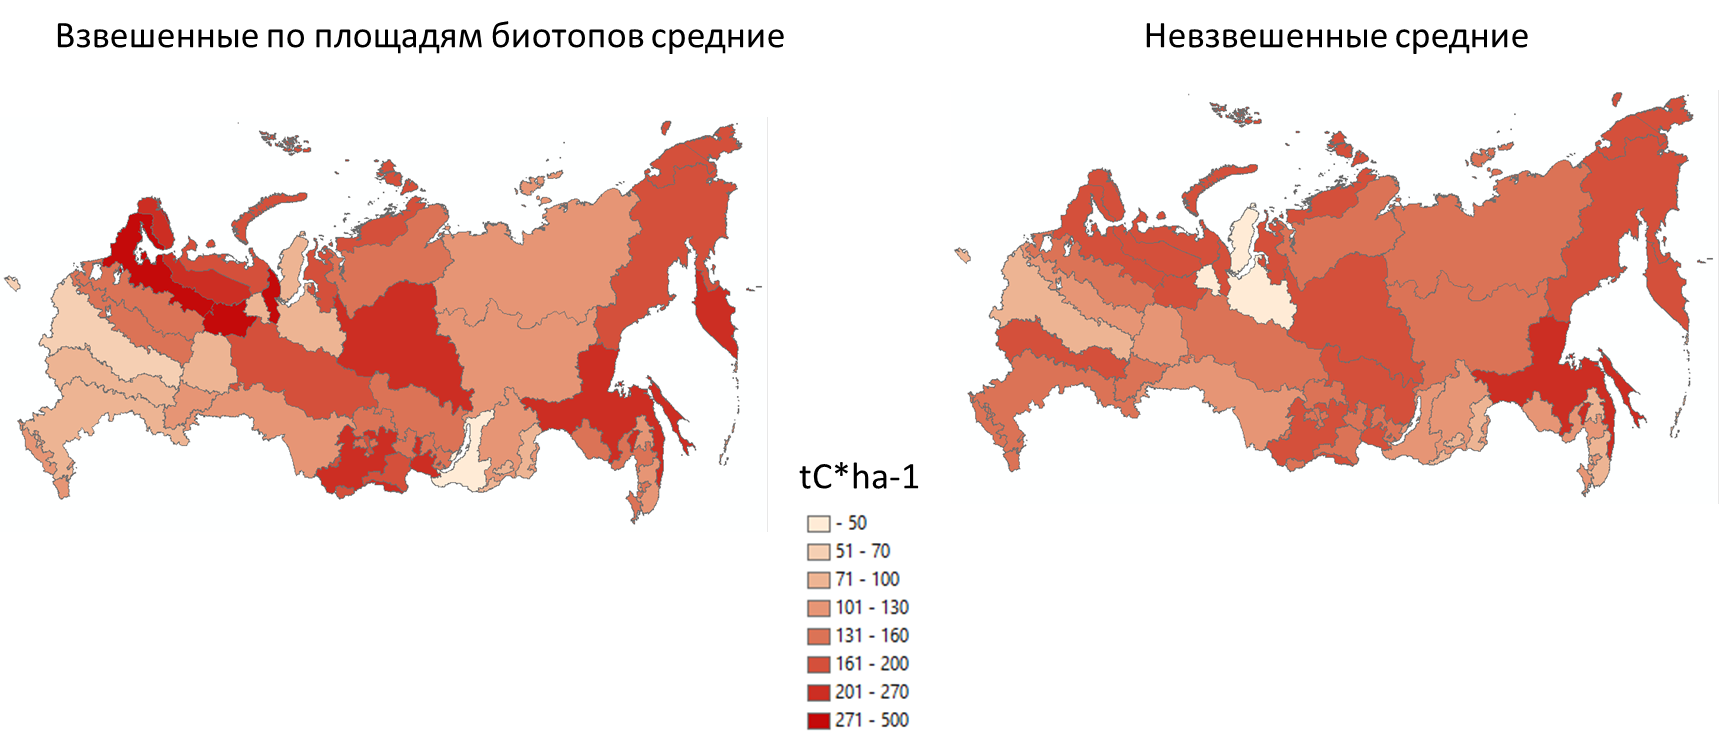 Взвешенные по площадям биотопов средние
Невзвешенные средние
tC*ha-1
- 50
51 - 70
71 - 100
101 - 130
131 - 160
161 - 200
201 - 270
271 - 500